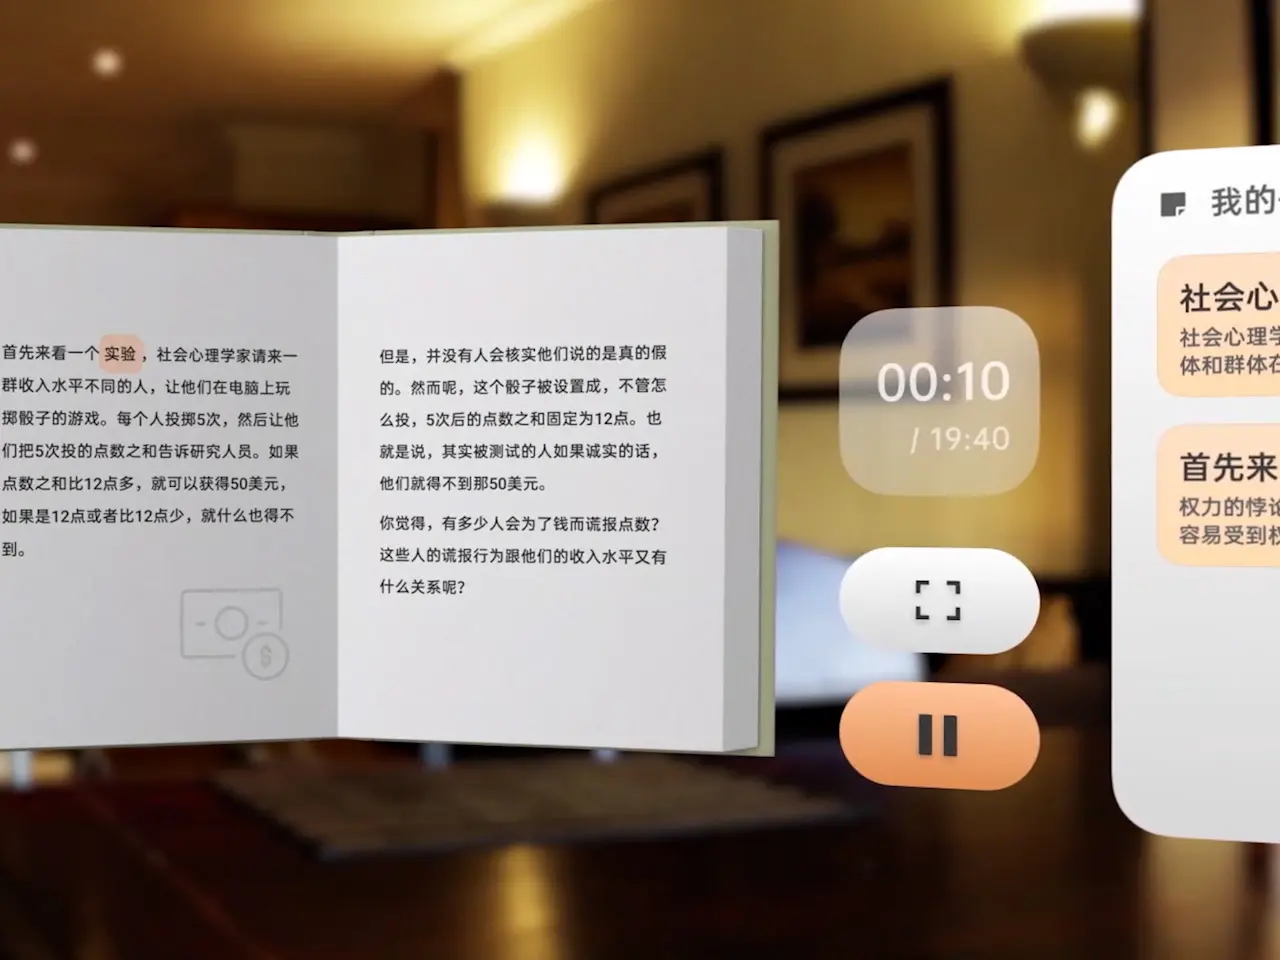 首先来看一个 实验 ，社会心理学家请来一
群收入水平不同的人，让他们在电脑上玩
掷骰子的游戏。每个人投掷5次，然后让他
们把5次投的点数之和告诉研究人员。如果
点数之和比12点多，就可以获得50美元，
如果是12点或者比12点少，就什么也得不
到。
但是，并没有人会核实他们说的是真的假
的。然而呢，这个骰子被设置成，不管怎
么投，5次后的点数之和固定为12点。也
就是说，其实被测试的人如果诚实的话，
他们就得不到那50美元。
你觉得，有多少人会为了钱而谎报点数?
这些人的谎报行为跟他们的收入水平又有
什么关系呢?
$
00:10
/ 19:40
我的
社会心
社会心理学
体和群体在
首先来
权力的悖论
容易受到权